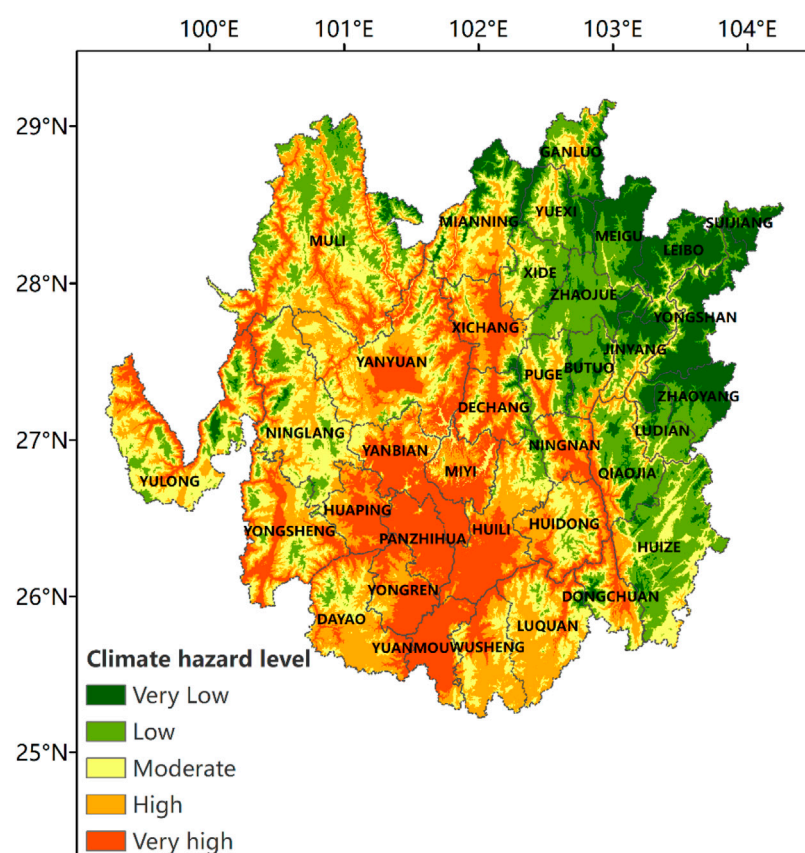 100°E 101°E 102°E 103°E 104°E
29°N
GANLUO
YUEXI
MIANNING
SUIJIANG
MEIGU
MULI
LEIBO
28°N
XIDE
ZHAOJUE
YONGSHAN
XICHANG
JINYANG
YANYUAN
PUGE
BUTUO
ZHAOYANG
DECHANG
27°N
NINGLANG
LUDIAN
YANBIAN
NINGNAN
MIYI
QIAOJIA
YULONG
HUAPING
YONGSHENG
HUILI
HUIDONG
PANZHIHUA
HUIZE
26°N
YONGREN
DONGCHUAN
DAYAO
LUQUAN
YUANMOU
WUSHENG
Climate hazard level
Very Low
25°N
Low
Moderate
High
Very high